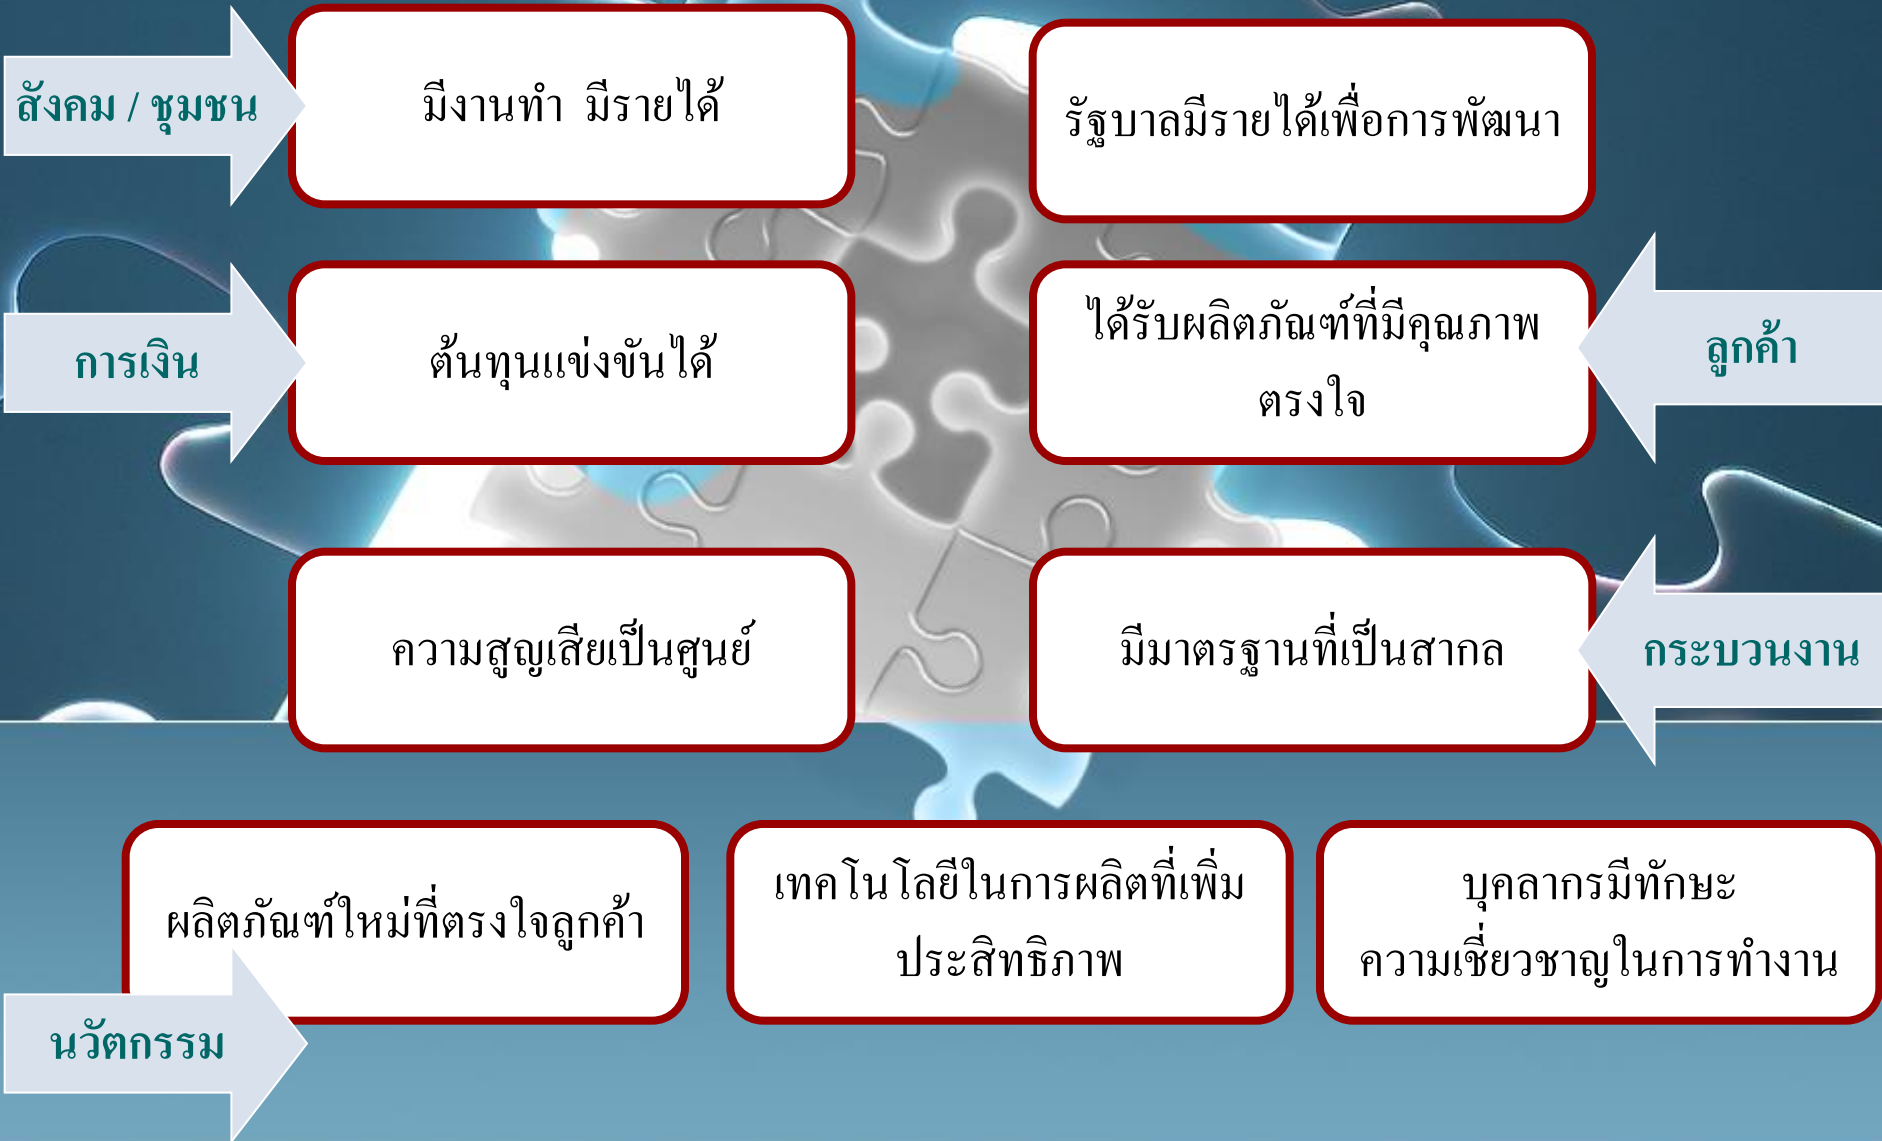 สังคม / ชุมชน
มีงานทำ มีรายได้
รัฐบาลมีรายได้เพื่อการพัฒนา
การเงิน
ต้นทุนแข่งขันได้
ได้รับผลิตภัณฑ์ที่มีคุณภาพ
ตรงใจ
ลูกค้า
ความสูญเสียเป็นศูนย์
มีมาตรฐานที่เป็นสากล
กระบวนงาน
ผลิตภัณฑ์ใหม่ที่ตรงใจลูกค้า
เทคโนโลยีในการผลิตที่เพิ่ม
ประสิทธิภาพ
บุคลากรมีทักษะ
ความเชี่ยวชาญในการทำงาน
นวัตกรรม